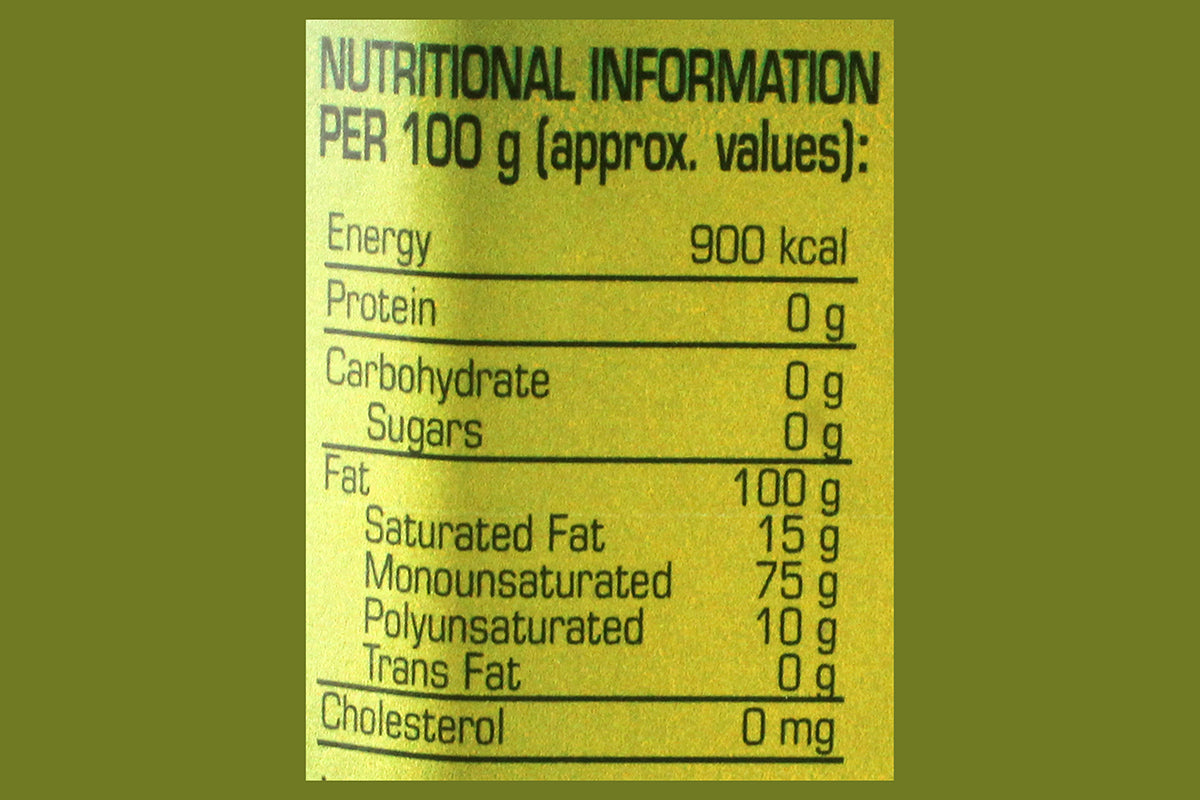 NUTRITIONAL INFORMATION
PER 100 g (approx. values):
Energy 900 kcal
Protein 0 g
Carbohydrate 0 g
Sugars 0 g
Fat 100 g
Saturated Fat 15 g
Monounsaturated 75 g
Polyunsaturated 10 g
Trans Fat 0 g
Cholesterol 0 mg